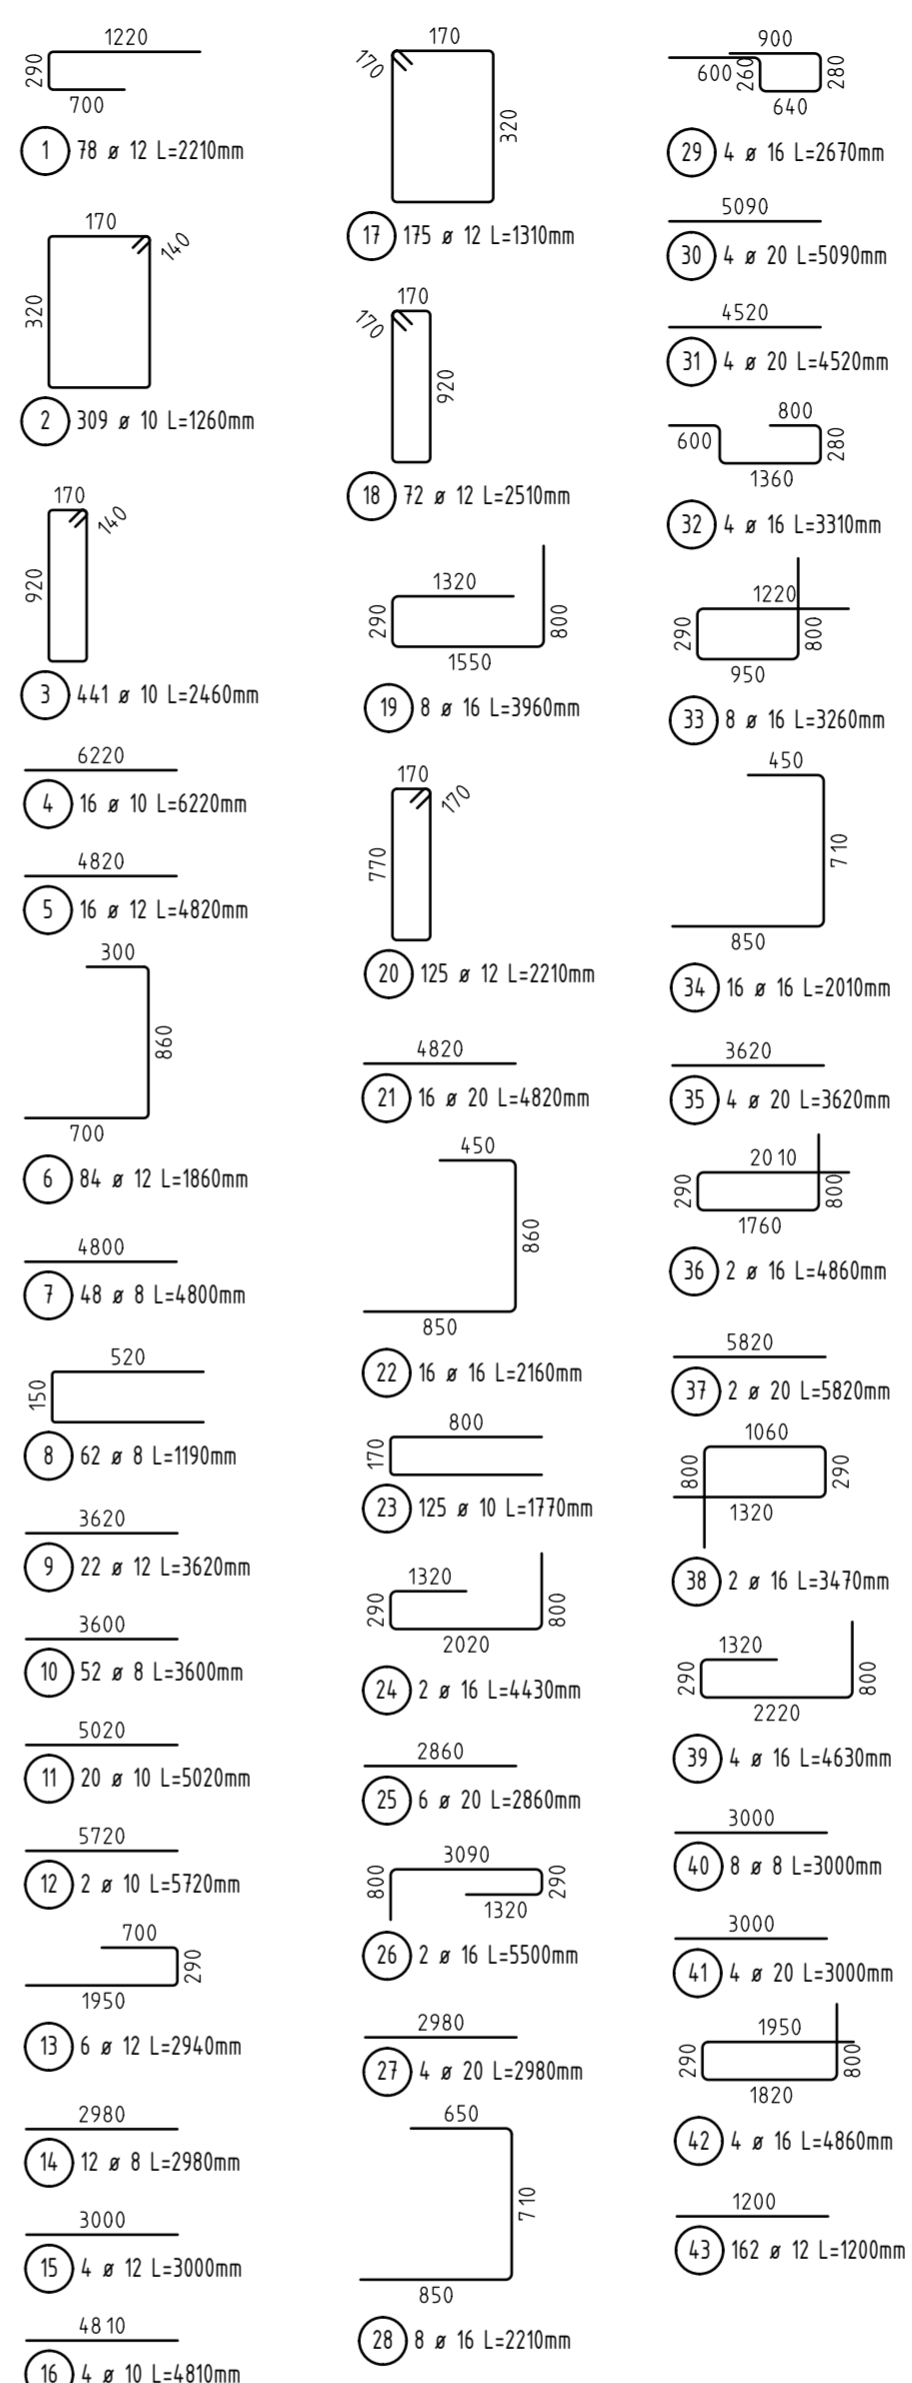 1220
290
700
1 78 ø 12 L=2210mm
170
140
320
2 309 ø 10 L=1260mm
170
140
920
3 441 ø 10 L=2460mm
6220
4 16 ø 10 L=6220mm
4820
5 16 ø 12 L=4820mm
300
860
700
6 84 ø 12 L=1860mm
4800
7 48 ø 8 L=4800mm
520
150
8 62 ø 8 L=1190mm
3620
9 22 ø 12 L=3620mm
3600
10 52 ø 8 L=3600mm
5020
11 20 ø 10 L=5020mm
5720
12 2 ø 10 L=5720mm
700
290
1950
13 6 ø 12 L=2940mm
2980
14 12 ø 8 L=2980mm
3000
15 4 ø 12 L=3000mm
4810
16 4 ø 10 L=4810mm
170
170
320
17 175 ø 12 L=1310mm
170
170
920
18 72 ø 12 L=2510mm
1320
290
800
1550
19 8 ø 16 L=3960mm
170
170
770
20 125 ø 12 L=2210mm
4820
21 16 ø 20 L=4820mm
450
860
850
22 16 ø 16 L=2160mm
800
170
23 125 ø 10 L=1770mm
1320
290
800
2020
24 2 ø 16 L=4430mm
2860
25 6 ø 20 L=2860mm
3090
800
290
1320
26 2 ø 16 L=5500mm
2980
27 4 ø 20 L=2980mm
650
710
850
28 8 ø 16 L=2210mm
900
600
260
280
640
29 4 ø 16 L=2670mm
5090
30 4 ø 20 L=5090mm
4520
31 4 ø 20 L=4520mm
800
600
280
1360
32 4 ø 16 L=3310mm
1220
290
800
950
33 8 ø 16 L=3260mm
450
710
850
34 16 ø 16 L=2010mm
3620
35 4 ø 20 L=3620mm
2010
290
800
1760
36 2 ø 16 L=4860mm
5820
37 2 ø 20 L=5820mm
1060
800
290
1320
38 2 ø 16 L=3470mm
1320
290
800
2220
39 4 ø 16 L=4630mm
3000
40 8 ø 8 L=3000mm
3000
41 4 ø 20 L=3000mm
1950
290
800
1820
42 4 ø 16 L=4860mm
1200
43 162 ø 12 L=1200mm